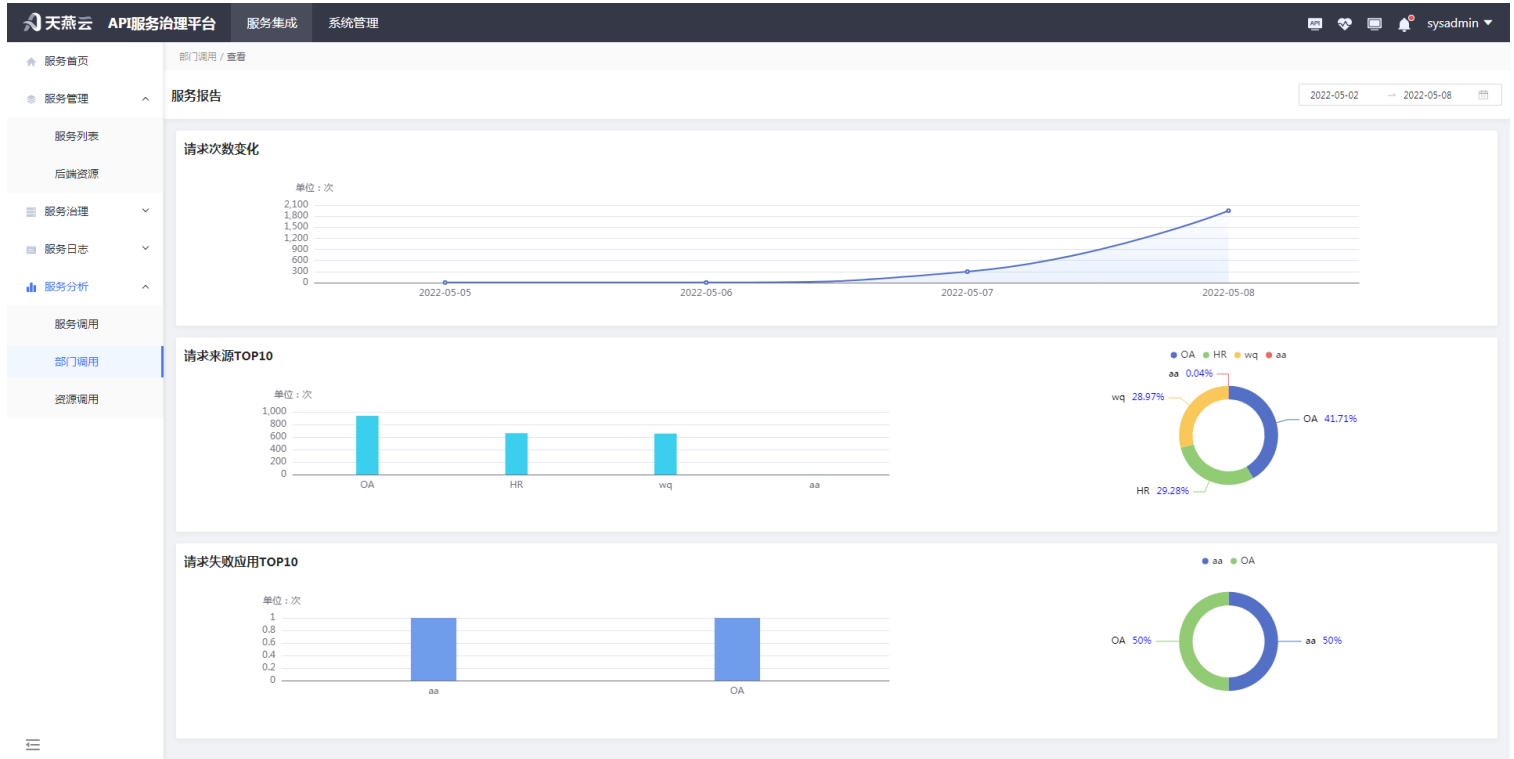 天燕云 API服务治理平台 服务集成 系统管理 API sysadmin
服务首页
服务管理
服务列表
后端资源
服务治理
服务日志
服务分析
服务调用
部门调用
资源调用
部门调用 / 查看
服务报告 2022-05-02 → 2022-05-08
请求次数变化
单位：次
2,100
1,800
1,500
1,200
900
600
300
0
2022-05-05 2022-05-06 2022-05-07 2022-05-08
请求来源TOP10
单位：次
1,000
800
600
400
200
0
OA HR wq aa
OA HR wq aa
aa 0.04%
wq 28.97%
OA 41.71%
HR 29.28%
请求失败应用TOP10
单位：次
1
0.8
0.6
0.4
0.2
0
aa OA
aa OA
OA 50% aa 50%